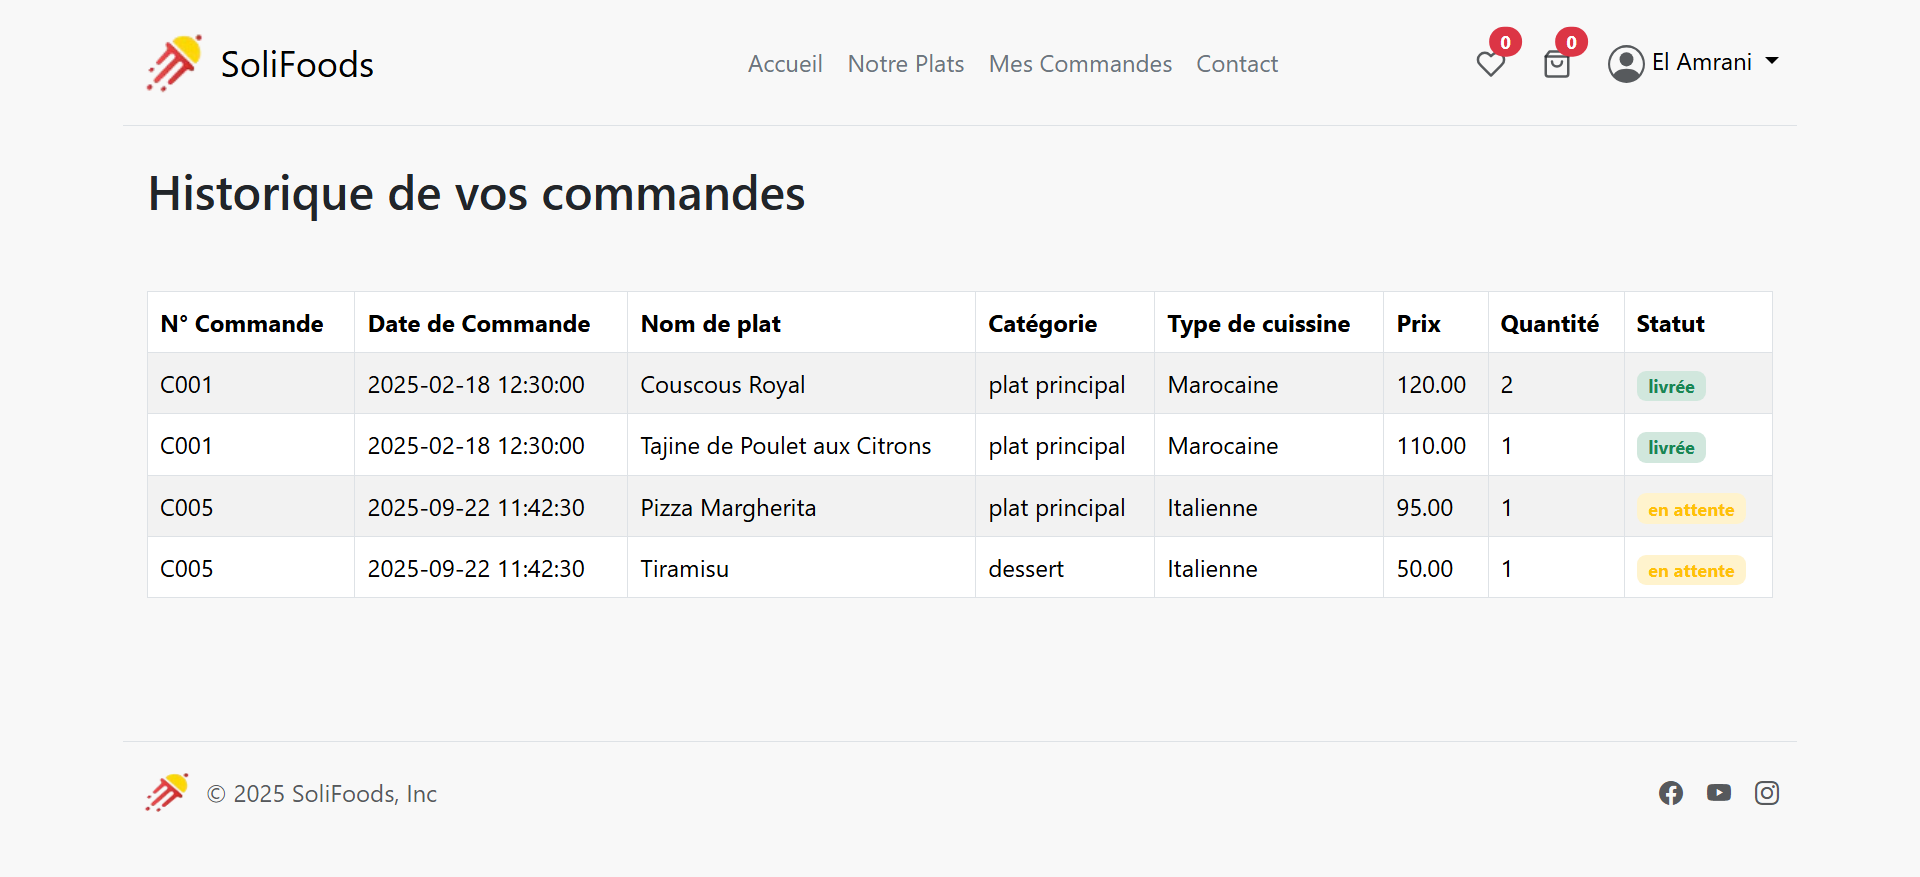 SoliFoods
Accueil Notre Plats Mes Commandes Contact
0 0 El Amrani
Historique de vos commandes
N° Commande Date de Commande Nom de plat Catégorie Type de cuissine Prix Quantité Statut
C001 2025-02-18 12:30:00 Couscous Royal plat principal Marocaine 120.00 2 livrée
C001 2025-02-18 12:30:00 Tajine de Poulet aux Citrons plat principal Marocaine 110.00 1 livrée
C005 2025-09-22 11:42:30 Pizza Margherita plat principal Italienne 95.00 1 en attente
C005 2025-09-22 11:42:30 Tiramisu dessert Italienne 50.00 1 en attente
© 2025 SoliFoods, Inc